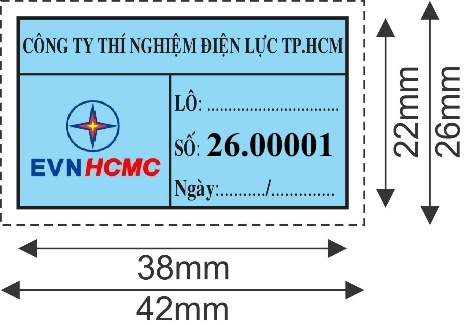 CÔNG TY THÍ NGHIỆM ĐIỆN LỰC TP.HCM
LÔ: ................................
SỐ: 26.00001
Ngày:........../..............
EVNHCMC
22mm
26mm
38mm
42mm